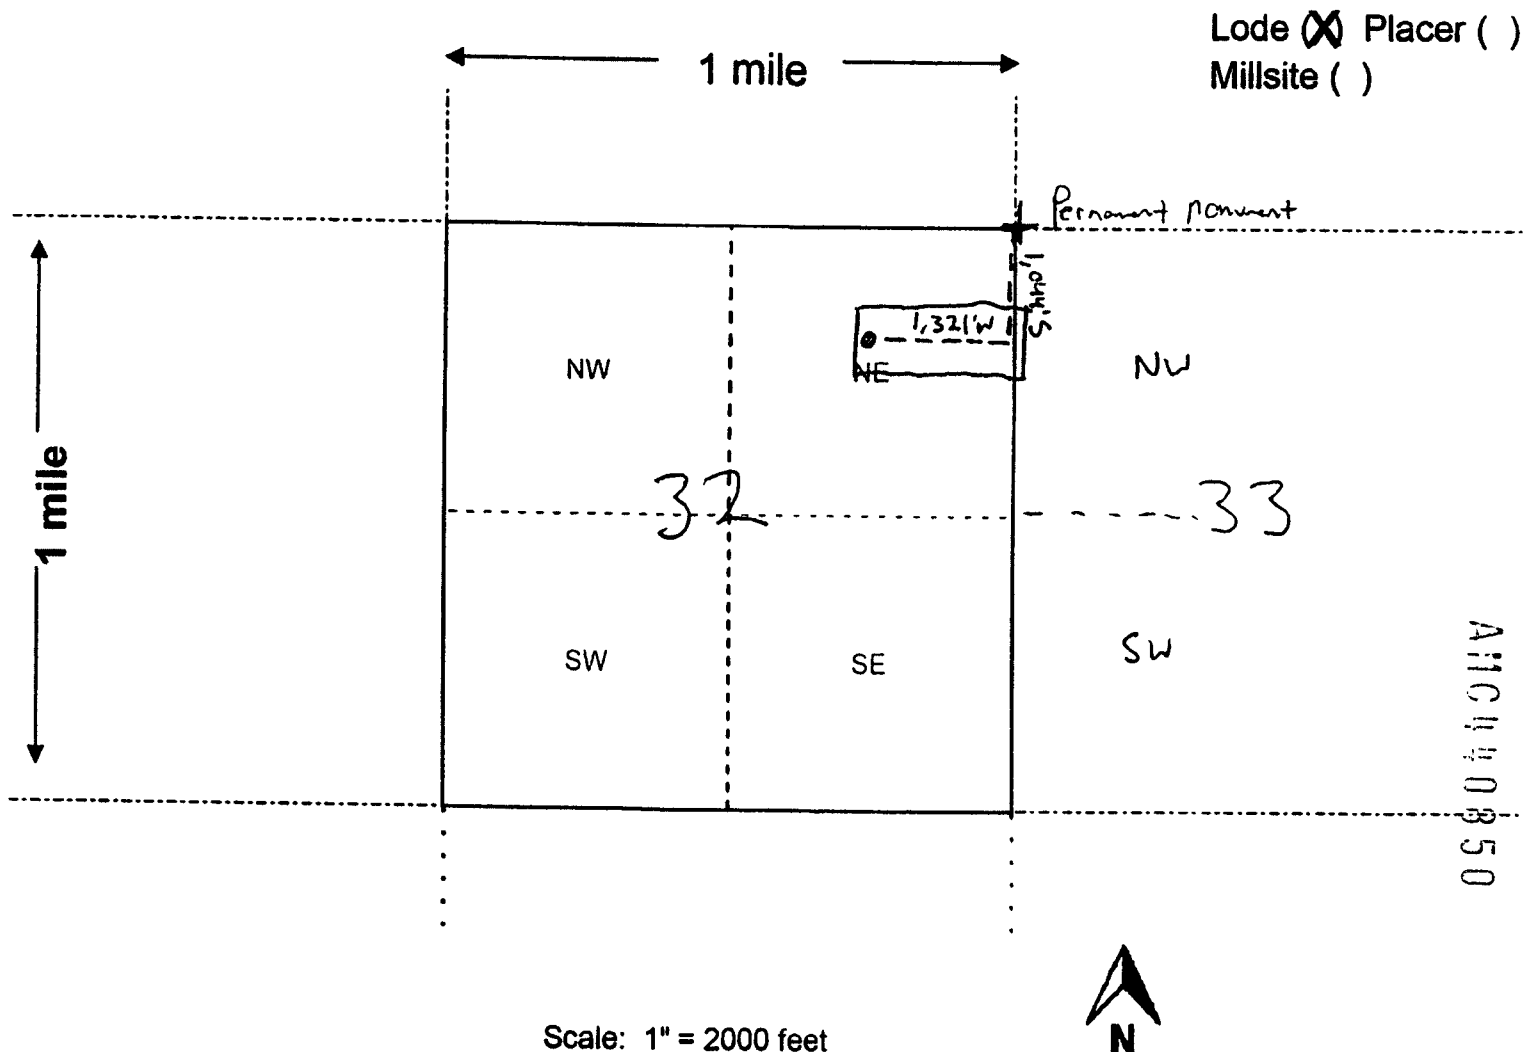 Lode (X) Placer ( )
Millsite ( )
1 mile
Permanent Monument
1,044'S
1,321'W
NW
NE
NW
1 mile
32
33
SW
SE
SW
AMC440850
Scale: 1" = 2000 feet
N